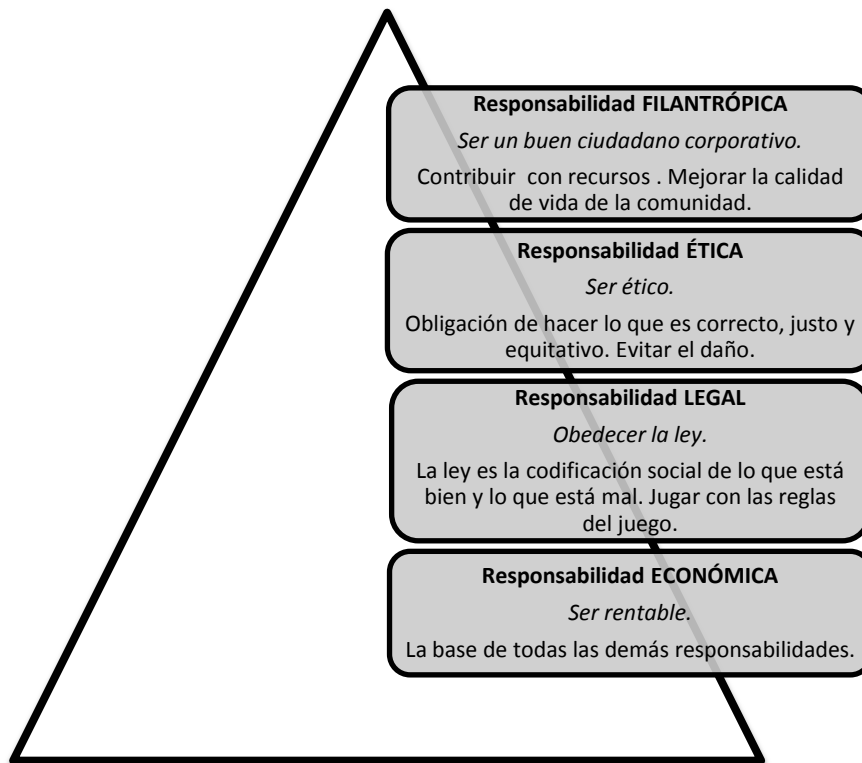 Responsabilidad FILANTRÓPICA
Ser un buen ciudadano corporativo.
Contribuir con recursos . Mejorar la calidad
de vida de la comunidad.
Responsabilidad ÉTICA
Ser ético.
Obligación de hacer lo que es correcto, justo y
equitativo. Evitar el daño.
Responsabilidad LEGAL
Obedecer la ley.
La ley es la codificación social de lo que está
bien y lo que está mal. Jugar con las reglas
del juego.
Responsabilidad ECONÓMICA
Ser rentable.
La base de todas las demás responsabilidades.